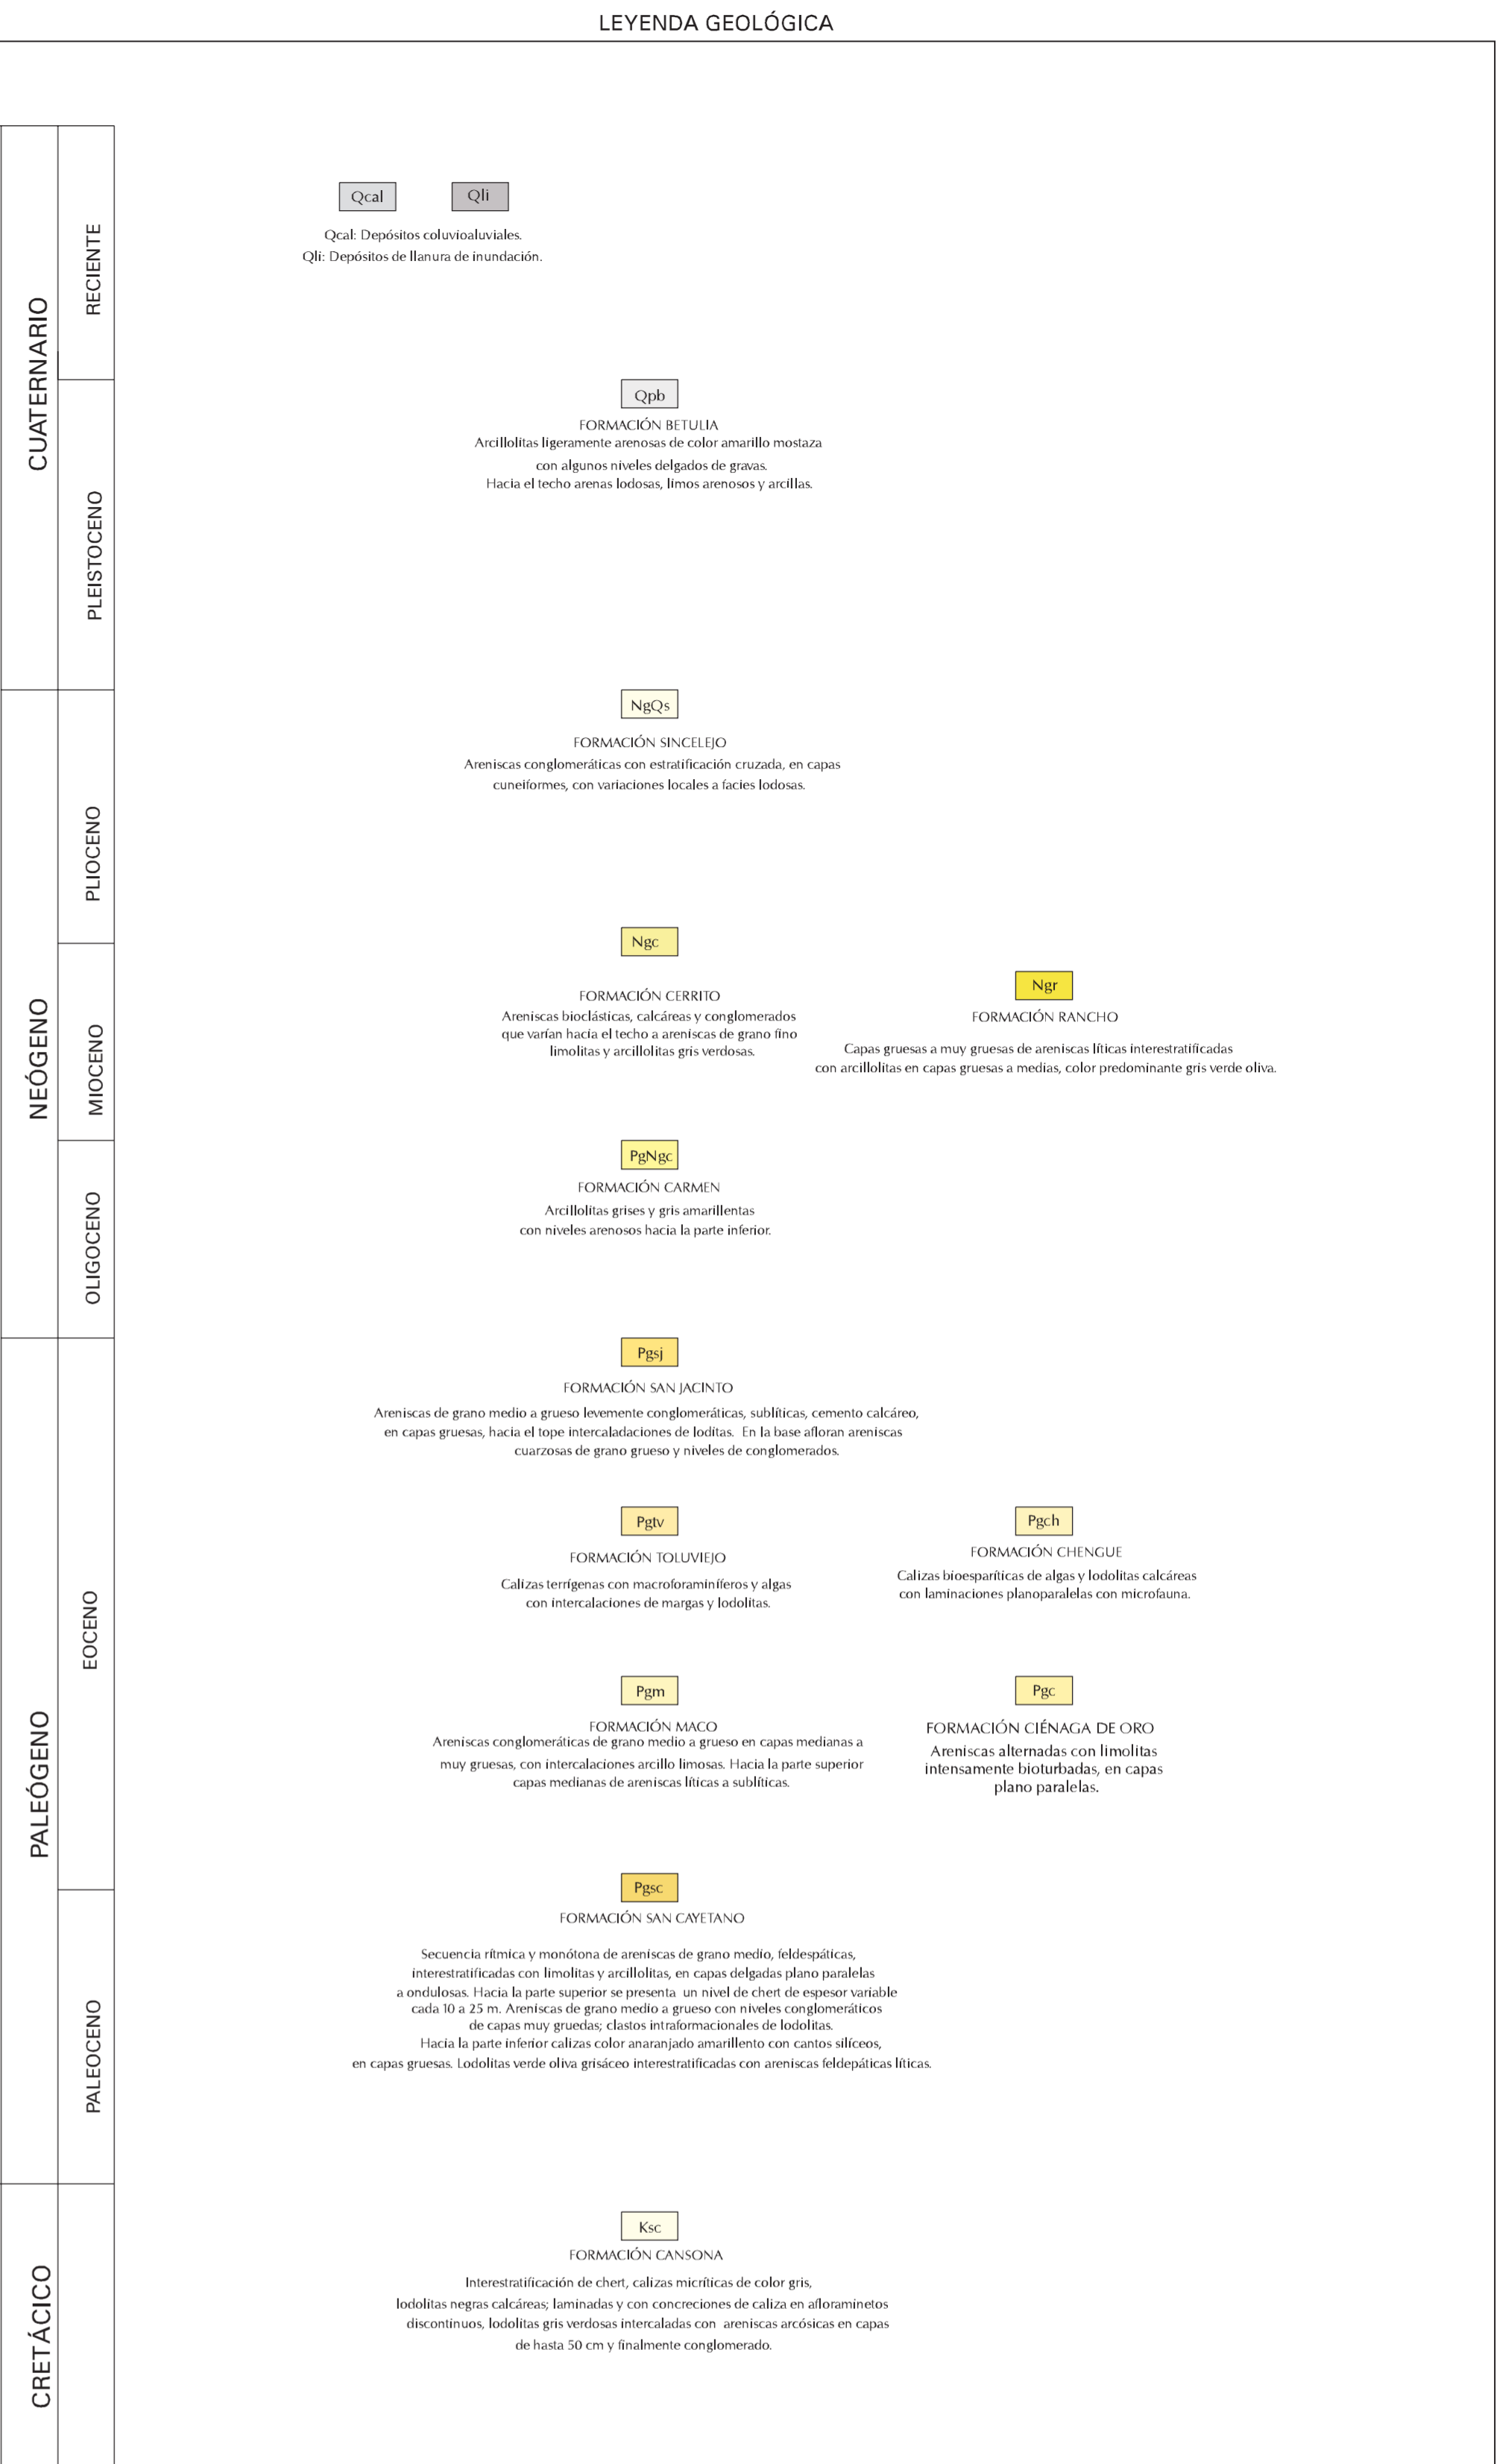 LEYENDA GEOLÓGICA
CUATERNARIO
RECIENTE
Qcal
Qli
Qcal: Depósitos coluvioaluviales.
Qli: Depósitos de llanura de inundación.
PLEISTOCENO
Qpb
FORMACIÓN BETULIA
Arcillolitas ligeramente arenosas de color amarillo mostaza
con algunos niveles delgados de gravas.
Hacia el techo arenas lodosas, limos arenosos y arcillas.
NEÓGENO
PLIOCENO
NgQs
FORMACIÓN SINCELEJO
Areniscas conglomeráticas con estratificación cruzada, en capas
cuneiformes, con variaciones locales a facies lodosas.
MIOCENO
Ngc
FORMACIÓN CERRITO
Areniscas bioclásticas, calcáreas y conglomerados
que varían hacia el techo a areniscas de grano fino
limolitas y arcillolitas gris verdosas.
Ngr
FORMACIÓN RANCHO
Capas gruesas a muy gruesas de areniscas líticas interestratificadas
con arcillolitas en capas gruesas a medias, color predominante gris verde oliva.
OLIGOCENO
PgNgc
FORMACIÓN CARMEN
Arcillolitas grises y gris amarillentas
con niveles arenosos hacia la parte inferior.
PALEÓGENO
EOCENO
Pgsj
FORMACIÓN SAN JACINTO
Areniscas de grano medio a grueso levemente conglomeráticas, sublíticas, cemento calcáreo,
en capas gruesas, hacia el tope intercaladaciones de loditas. En la base afloran areniscas
cuarzosas de grano grueso y niveles de conglomerados.
Pgtv
FORMACIÓN TOLUVIEJO
Calizas terrígenas con macroforaminíferos y algas
con intercalaciones de margas y lodolitas.
Pgch
FORMACIÓN CHENGUE
Calizas bioesparíticas de algas y lodolitas calcáreas
con laminaciones planoparalelas con microfauna.
Pgm
FORMACIÓN MACO
Areniscas conglomeráticas de grano medio a grueso en capas medianas a
muy gruesas, con intercalaciones arcillo limosas. Hacia la parte superior
capas medianas de areniscas líticas a sublíticas.
Pgc
FORMACIÓN CIÉNAGA DE ORO
Areniscas alternadas con limolitas
intensamente bioturbadas, en capas
plano paralelas.
PALEOCENO
Pgsc
FORMACIÓN SAN CAYETANO
Secuencia rítmica y monótona de areniscas de grano medio, feldespáticas,
interestratificadas con limolitas y arcillolitas, en capas delgadas plano paralelas
a ondulosas. Hacia la parte superior se presenta un nivel de chert de espesor variable
cada 10 a 25 m. Areniscas de grano medio a grueso con niveles conglomeráticos
de capas muy gruedas; clastos intraformacionales de lodolitas.
Hacia la parte inferior calizas color anaranjado amarillento con cantos silíceos,
en capas gruesas. Lodolitas verde oliva grisáceo interestratificadas con areniscas feldepáticas líticas.
CRETÁCICO
Ksc
FORMACIÓN CANSONA
Interestratificación de chert, calizas micríticas de color gris,
lodolitas negras calcáreas; laminadas y con concreciones de caliza en afloraminetos
discontinuos, lodolitas gris verdosas intercaladas con areniscas arcósicas en capas
de hasta 50 cm y finalmente conglomerado.